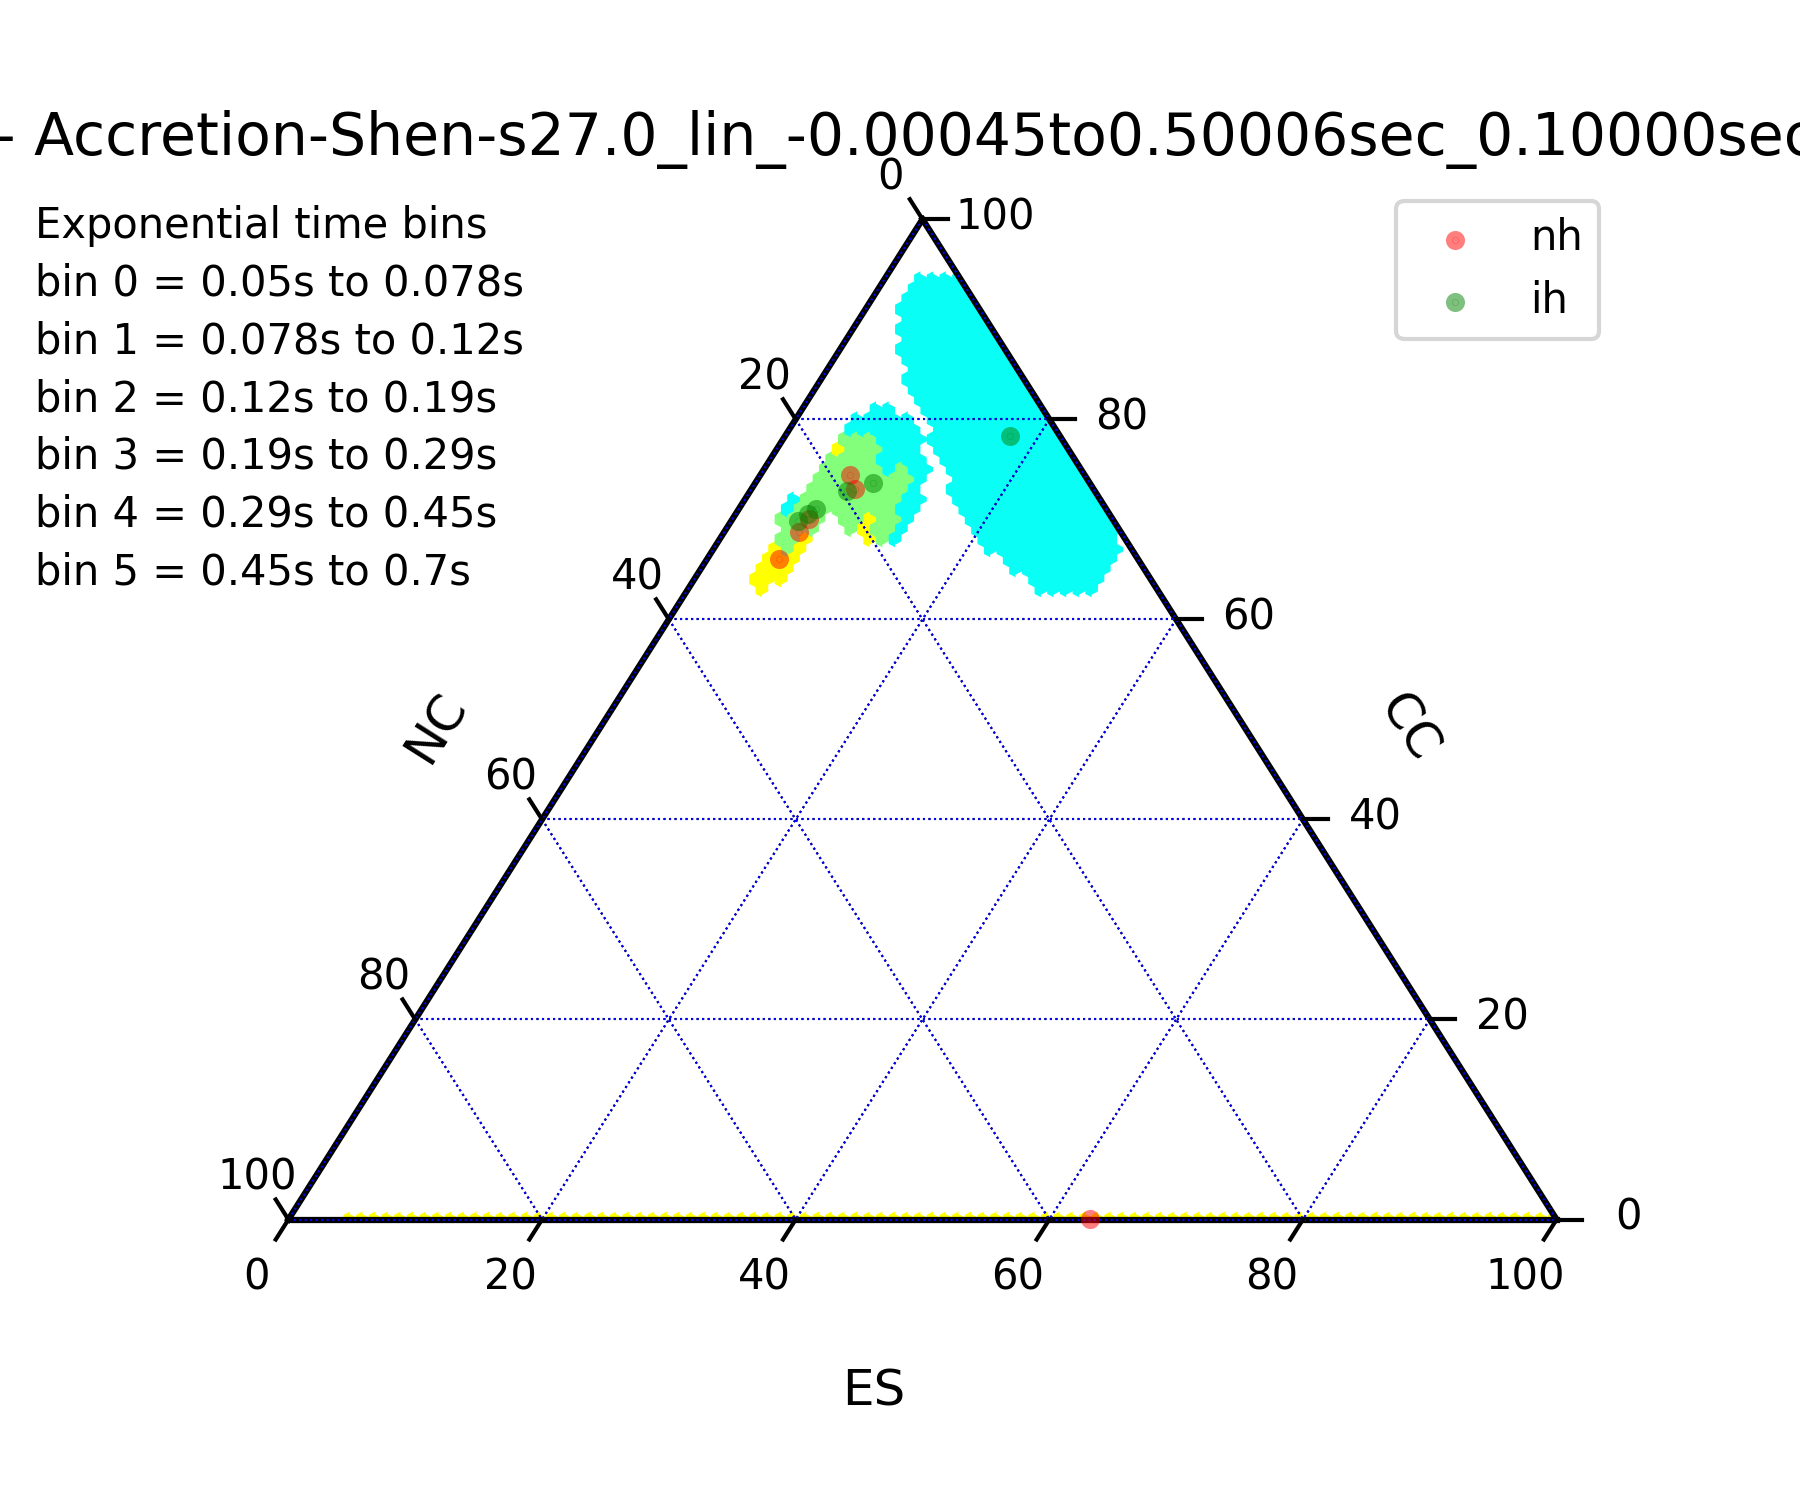 - Accretion-Shen-s27.0_lin_-0.00045to0.50006sec_0.10000sec
Exponential time bins
bin 0 = 0.05s to 0.078s
bin 1 = 0.078s to 0.12s
bin 2 = 0.12s to 0.19s
bin 3 = 0.19s to 0.29s
bin 4 = 0.29s to 0.45s
bin 5 = 0.45s to 0.7s
nh
ih
0
100
20
80
40
60
NC
CC
60
40
80
20
100
0
0
20
40
60
80
100
ES